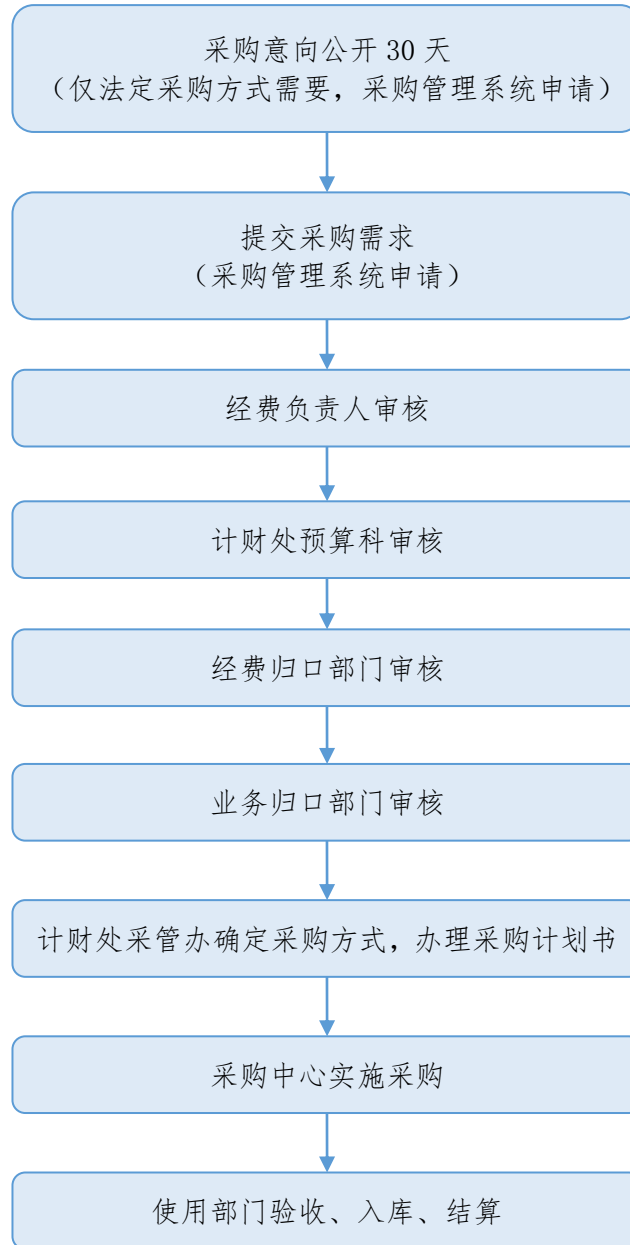 采购意向公开 30 天
（仅法定采购方式需要，采购管理系统申请）
提交采购需求
（采购管理系统申请）
经费负责人审核
计财处预算科审核
经费归口部门审核
业务归口部门审核
计财处采管办确定采购方式，办理采购计划书
采购中心实施采购
使用部门验收、入库、结算